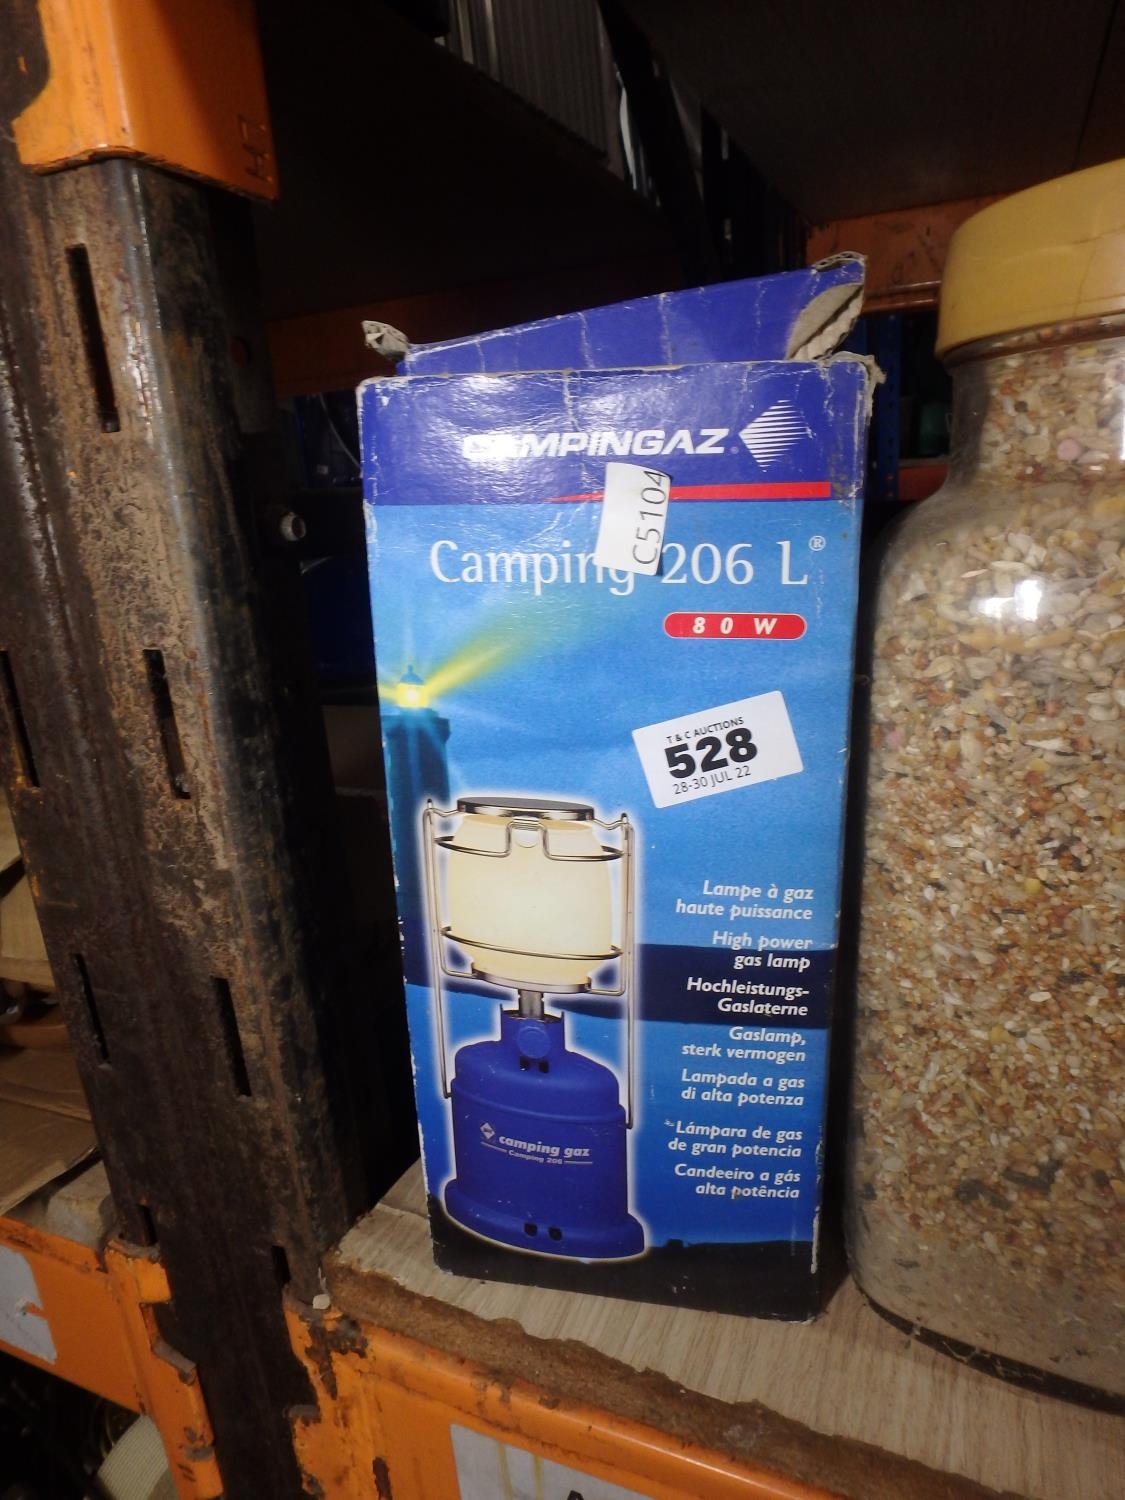 CAMPINGAZ
C5104
Camping 206 L®
80W
T & C AUCTIONS
528
28-30 JUL 22
Lampe à gaz
haute puissance
High power
gas lamp
Hochleistungs-
Gaslaterne
Gaslamp,
sterk vermogen
Lampada a gas
di alta potenza
Lámpara de gas
de gran potencia
Candeeiro a gás
alta potência
camping gaz
Camping 206